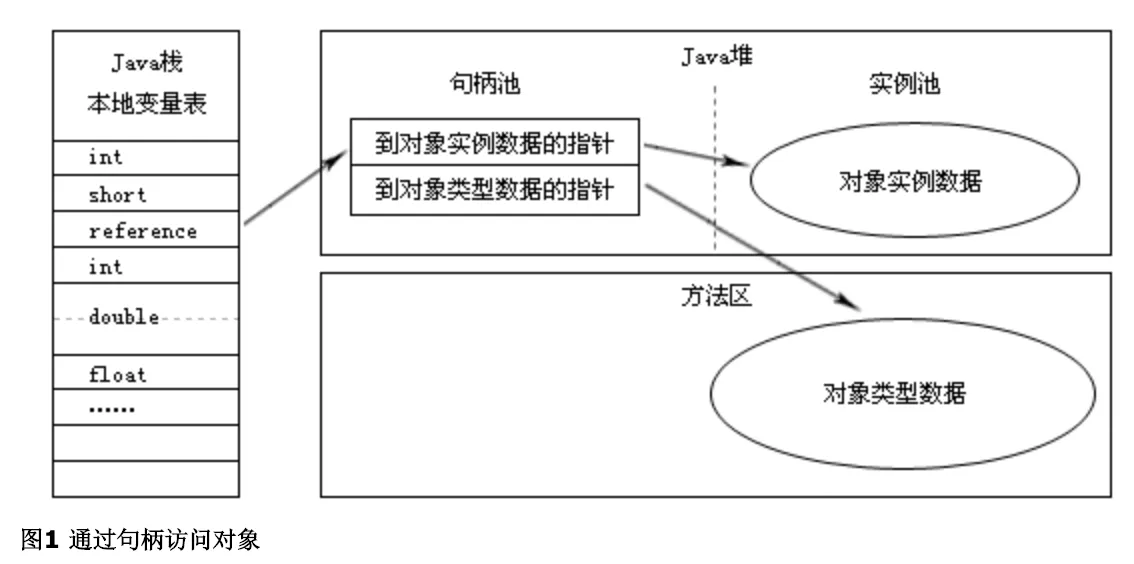 Java栈
本地变量表
int
short
reference
int
double
float
......
Java堆
句柄池
实例池
到对象实例数据的指针
到对象类型数据的指针
对象实例数据
方法区
对象类型数据
图1 通过句柄访问对象